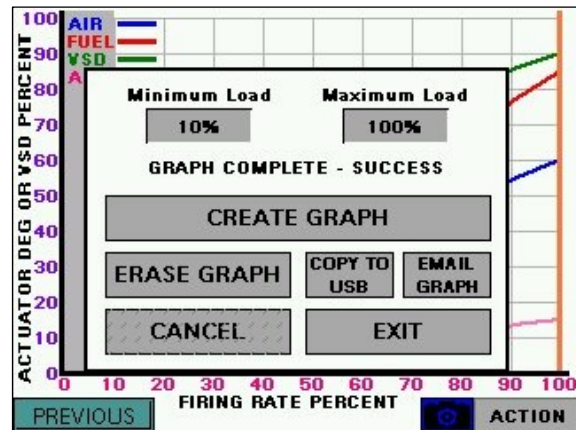 100
AIR
FUEL
90
VSD
A
80
70
60
50
40
30
20
10
0
ACTUATOR DEG OR VSD PERCENT
Minimum Load Maximum Load
10% 100%
GRAPH COMPLETE - SUCCESS
CREATE GRAPH
ERASE GRAPH
COPY TO
USB
EMAIL
GRAPH
CANCEL EXIT
0 10 20 30 40 50 60 70 80 90 100
FIRING RATE PERCENT
PREVIOUS ACTION